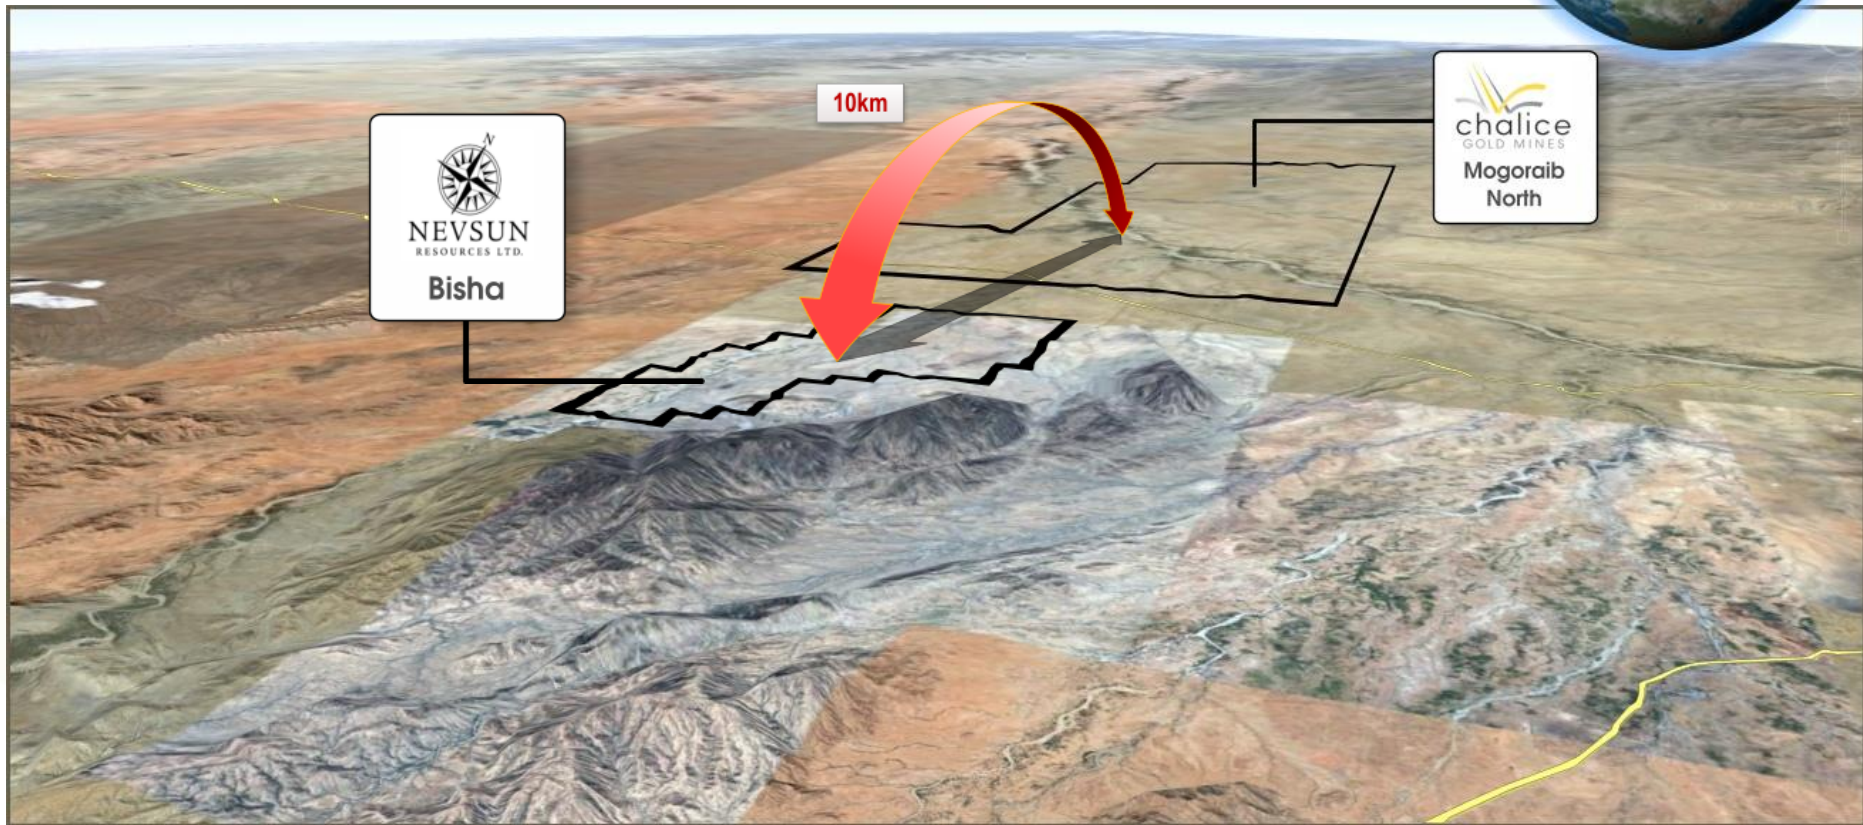 10km
N
NEVSUN
RESOURCES LTD.
Bisha
chalice
GOLD MINES
Mogoraib
North